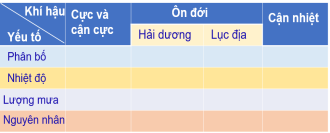 Khí hậu
Yếu tố
Cực và cận cực
Ôn đới
Cận nhiệt
Hải dương
Lục địa
Phân bố
Nhiệt độ
Lượng mưa
Nguyên nhân